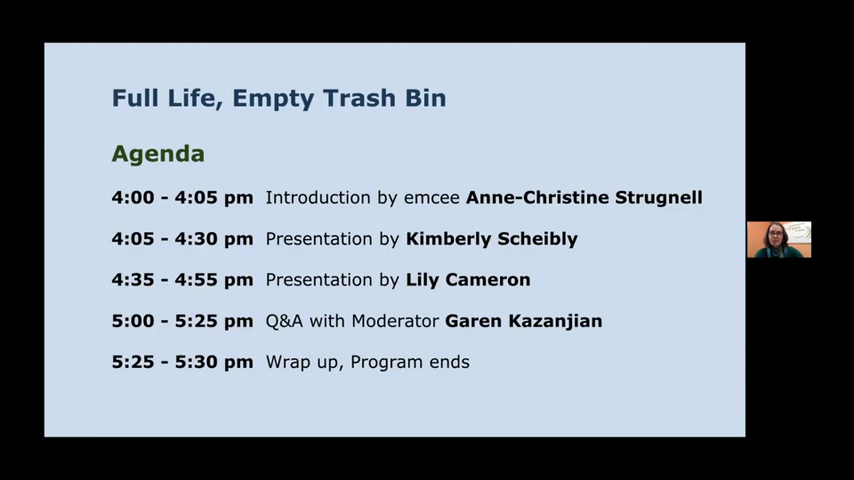 Full Life, Empty Trash Bin
Agenda
4:00 - 4:05 pm Introduction by emcee Anne-Christine Strugnell
4:05 - 4:30 pm Presentation by Kimberly Scheibly
4:35 - 4:55 pm Presentation by Lily Cameron
5:00 - 5:25 pm Q&A with Moderator Garen Kazanjian
5:25 - 5:30 pm Wrap up, Program ends